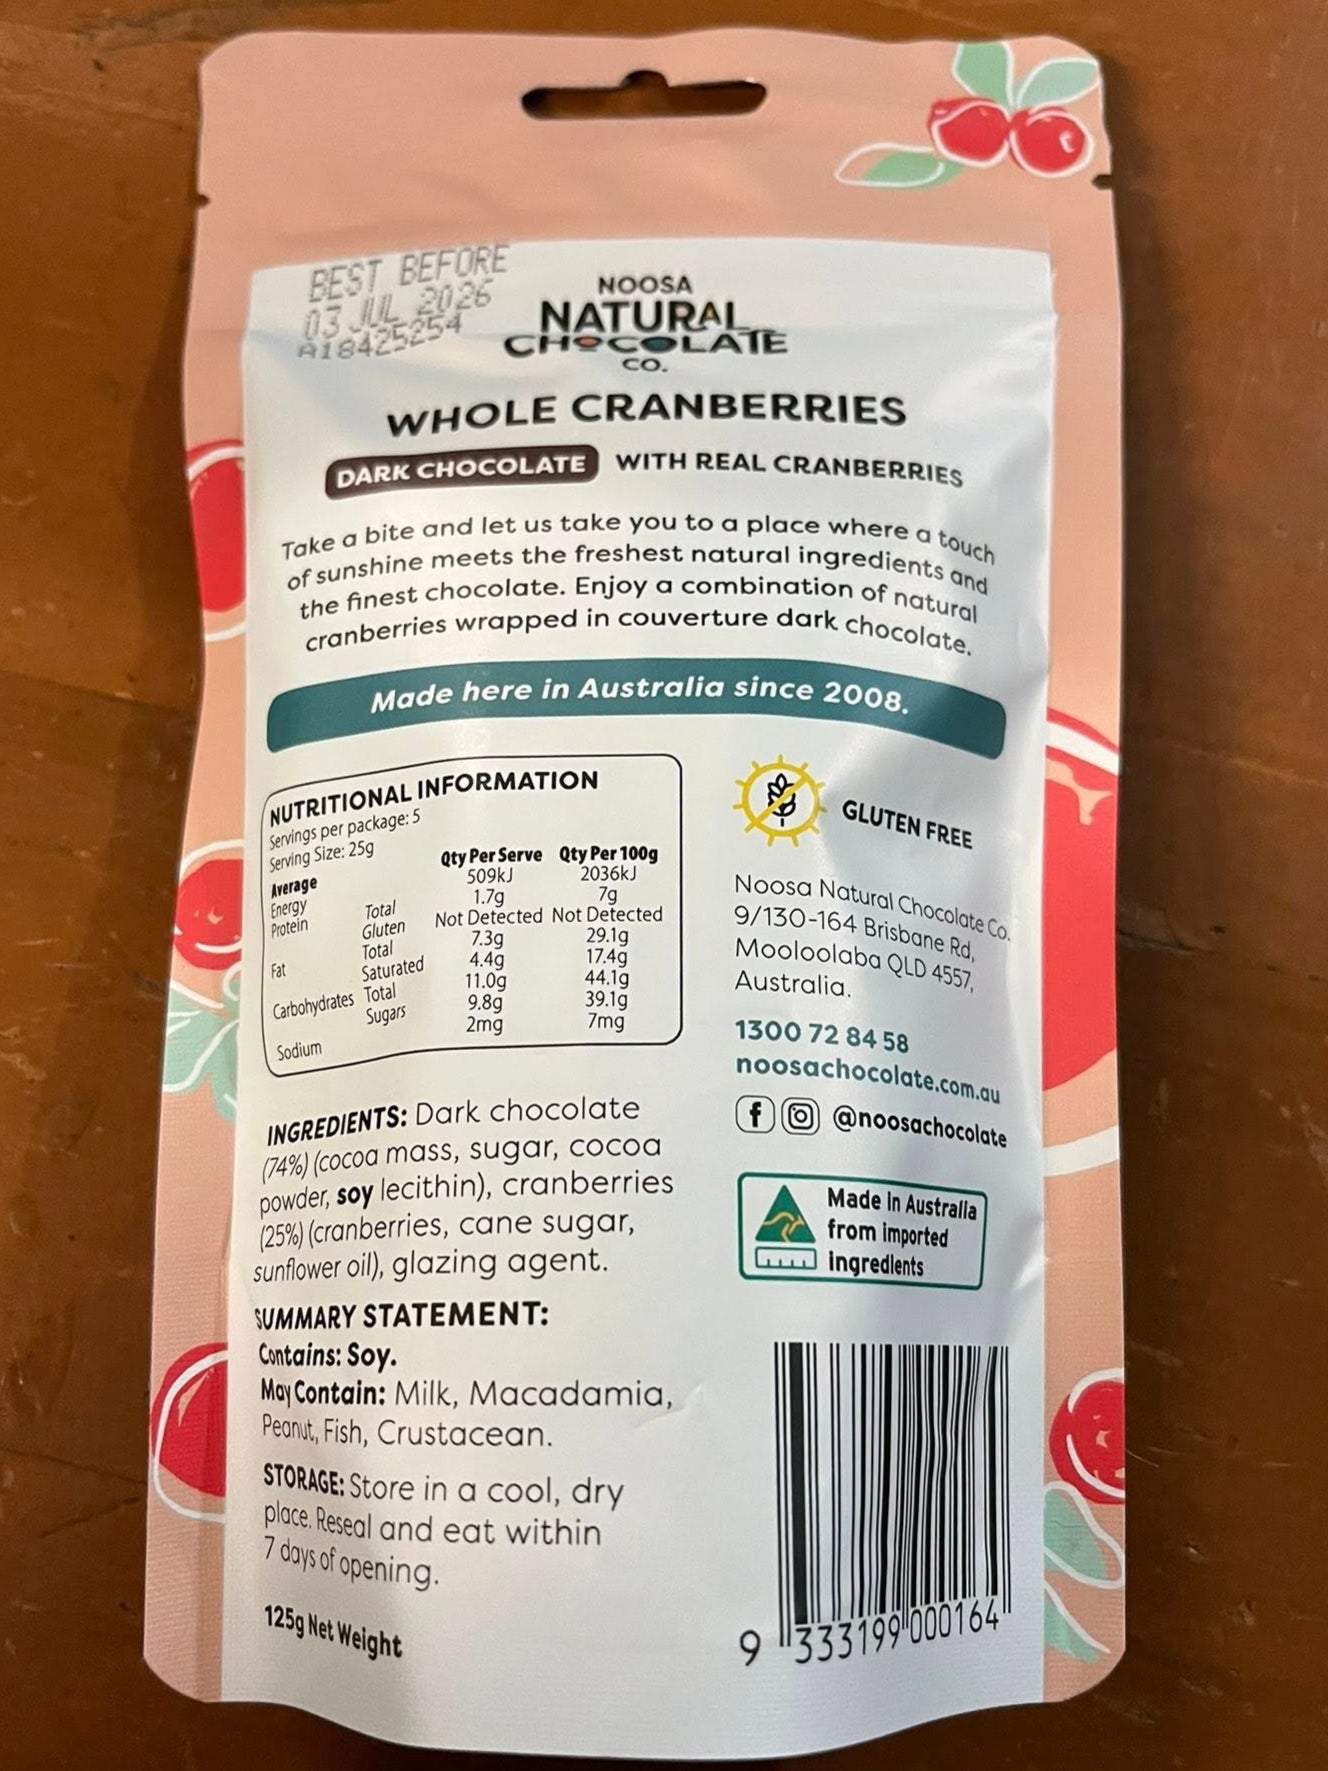 BEST BEFORE
03 JUL 2026
A18425254
NOOSA
NATURAL
CHOCOLATE
CO.
WHOLE CRANBERRIES
DARK CHOCOLATE WITH REAL CRANBERRIES
Take a bite and let us take you to a place where a touch
of sunshine meets the freshest natural ingredients and
the finest chocolate. Enjoy a combination of natural
cranberries wrapped in couverture dark chocolate.
Made here in Australia since 2008.
NUTRITIONAL INFORMATION
Servings per package: 5
Serving Size: 25g
Average Qty Per Serve Qty Per 100g
Energy 509kJ 2036kJ
Protein Total 1.7g 7g
Gluten Not Detected Not Detected
Fat Total 7.3g 29.1g
Saturated 4.4g 17.4g
Carbohydrates Total 11.0g 44.1g
Sugars 9.8g 39.1g
Sodium 2mg 7mg
INGREDIENTS: Dark chocolate
(74%) (cocoa mass, sugar, cocoa
powder, soy lecithin), cranberries
(25%) (cranberries, cane sugar,
sunflower oil), glazing agent.
SUMMARY STATEMENT:
Contains: Soy.
May Contain: Milk, Macadamia,
Peanut, Fish, Crustacean.
STORAGE: Store in a cool, dry
place. Reseal and eat within
7 days of opening.
125g Net Weight
GLUTEN FREE
Noosa Natural Chocolate Co.
9/130-164 Brisbane Rd,
Mooloolaba QLD 4557,
Australia.
1300 72 84 58
noosachocolate.com.au
@noosachocolate
Made in Australia
from imported
ingredients
9 333199 000164